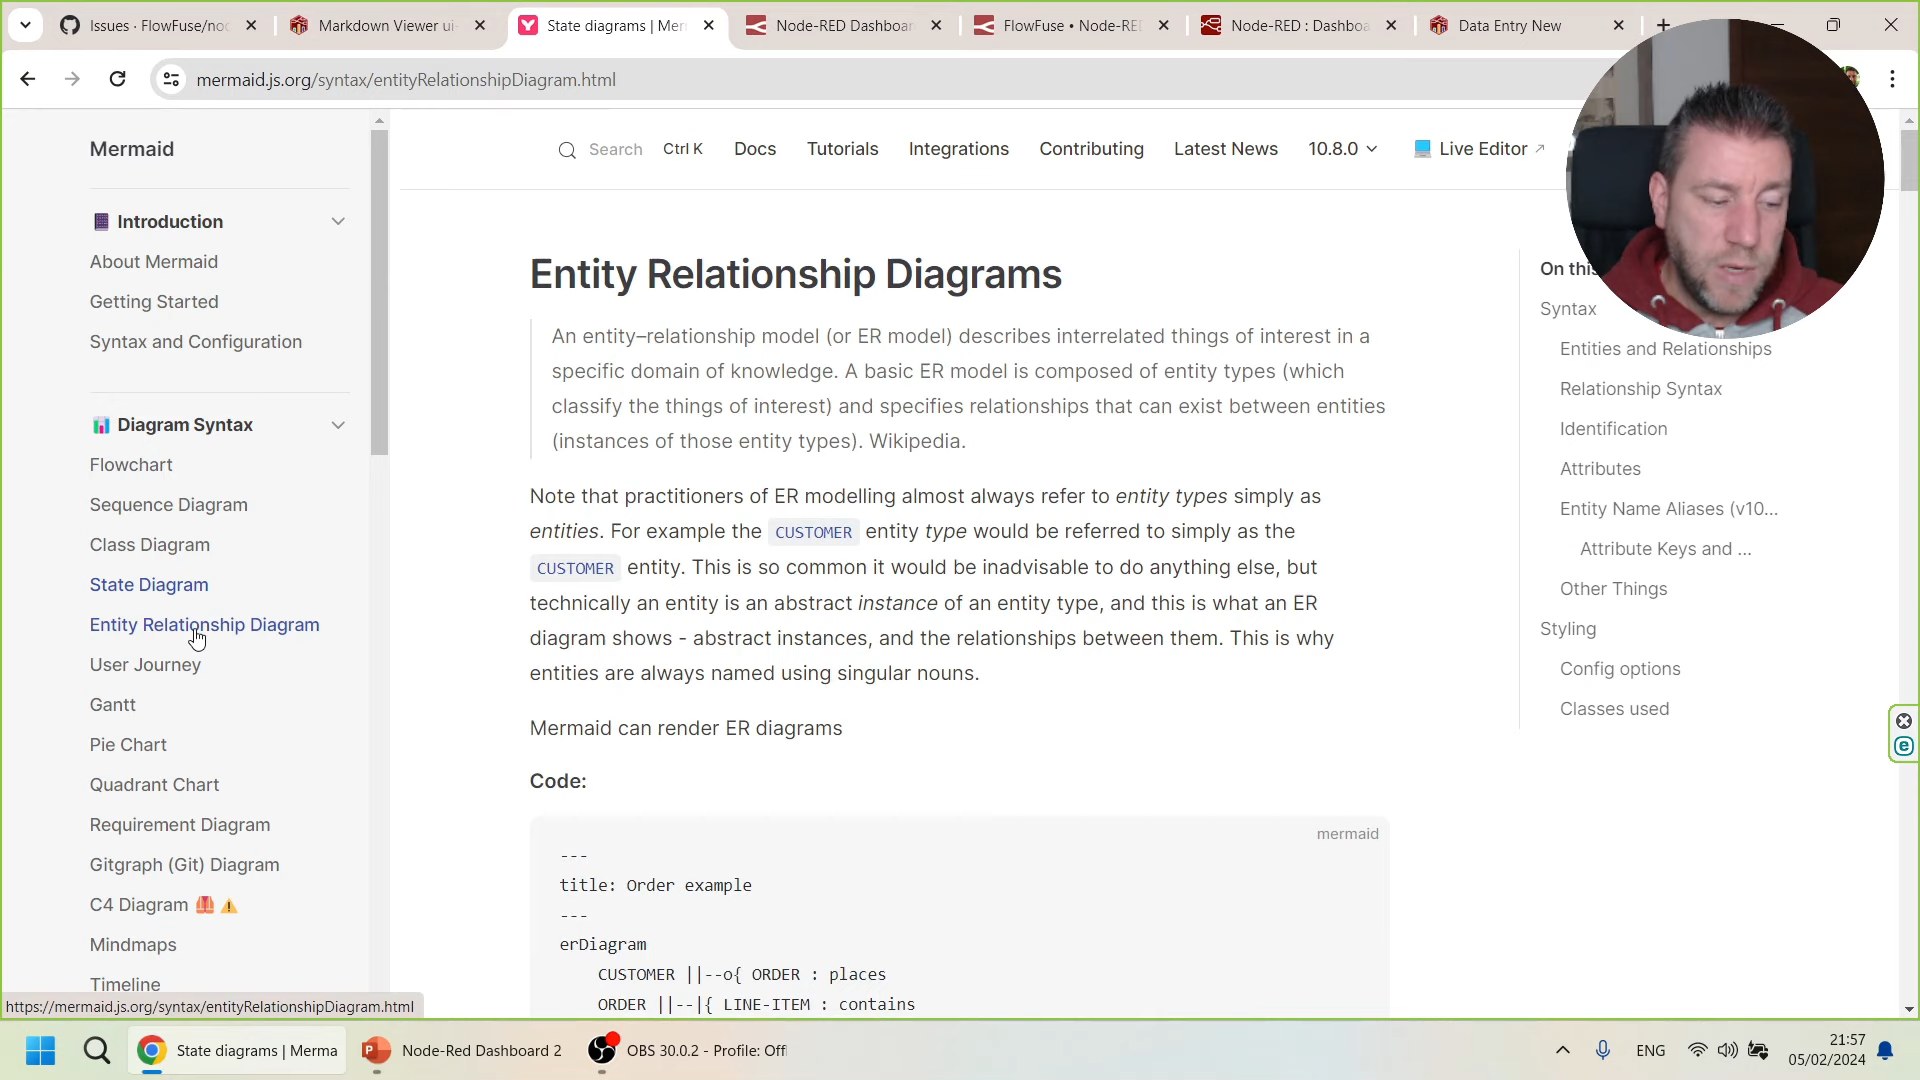 Issues · FlowFuse/no
Markdown Viewer ui-
State diagrams | Mer
Node-RED Dashboar
FlowFuse • Node-RE
Node-RED : Dashboa
Data Entry New
mermaid.js.org/syntax/entityRelationshipDiagram.html
Mermaid
Search Ctrl K Docs Tutorials Integrations Contributing Latest News 10.8.0 Live Editor
Introduction
About Mermaid
Getting Started
Syntax and Configuration
Diagram Syntax
Flowchart
Sequence Diagram
Class Diagram
State Diagram
Entity Relationship Diagram
User Journey
Gantt
Pie Chart
Quadrant Chart
Requirement Diagram
Gitgraph (Git) Diagram
C4 Diagram
Mindmaps
Timeline
Entity Relationship Diagrams
An entity–relationship model (or ER model) describes interrelated things of interest in a
specific domain of knowledge. A basic ER model is composed of entity types (which
classify the things of interest) and specifies relationships that can exist between entities
(instances of those entity types). Wikipedia.
Note that practitioners of ER modelling almost always refer to entity types simply as
entities. For example the CUSTOMER entity type would be referred to simply as the
CUSTOMER entity. This is so common it would be inadvisable to do anything else, but
technically an entity is an abstract instance of an entity type, and this is what an ER
diagram shows - abstract instances, and the relationships between them. This is why
entities are always named using singular nouns.
Mermaid can render ER diagrams
Code:
mermaid
---
title: Order example
---
erDiagram
CUSTOMER ||--o{ ORDER : places
ORDER ||--|{ LINE-ITEM : contains
On this
Syntax
Entities and Relationships
Relationship Syntax
Identification
Attributes
Entity Name Aliases (v10...
Attribute Keys and ...
Other Things
Styling
Config options
Classes used
https://mermaid.js.org/syntax/entityRelationshipDiagram.html
State diagrams | Merma
Node-Red Dashboard 2
OBS 30.0.2 - Profile: Off
ENG
21:57
05/02/2024